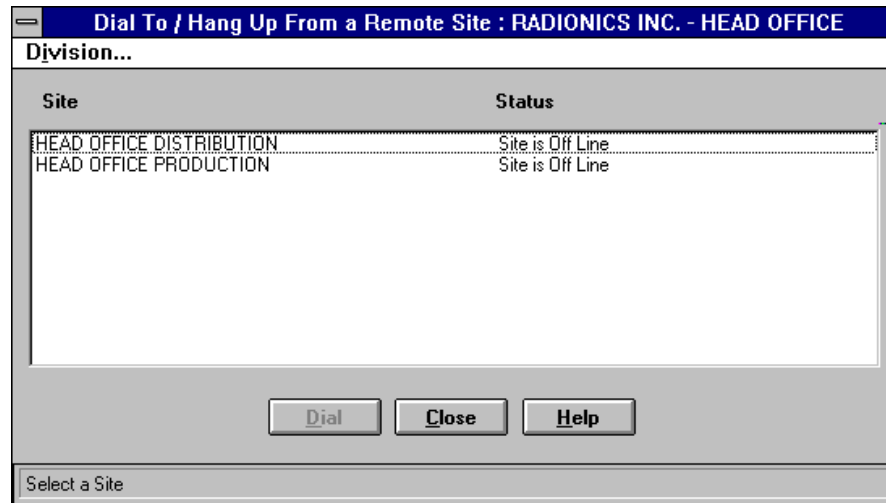 Dial To / Hang Up From a Remote Site : RADIONICS INC. - HEAD OFFICE
Division...
Site Status
HEAD OFFICE DISTRIBUTION Site is Off Line
HEAD OFFICE PRODUCTION Site is Off Line
Dial Close Help
Select a Site